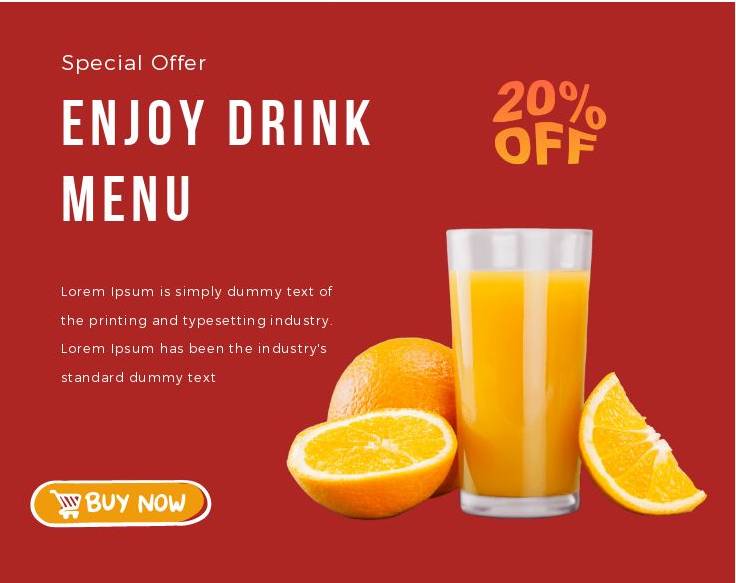 Special Offer
ENJOY DRINK
MENU
20%
OFF
Lorem Ipsum is simply dummy text of
the printing and typesetting industry.
Lorem Ipsum has been the industry's
standard dummy text
BUY NOW